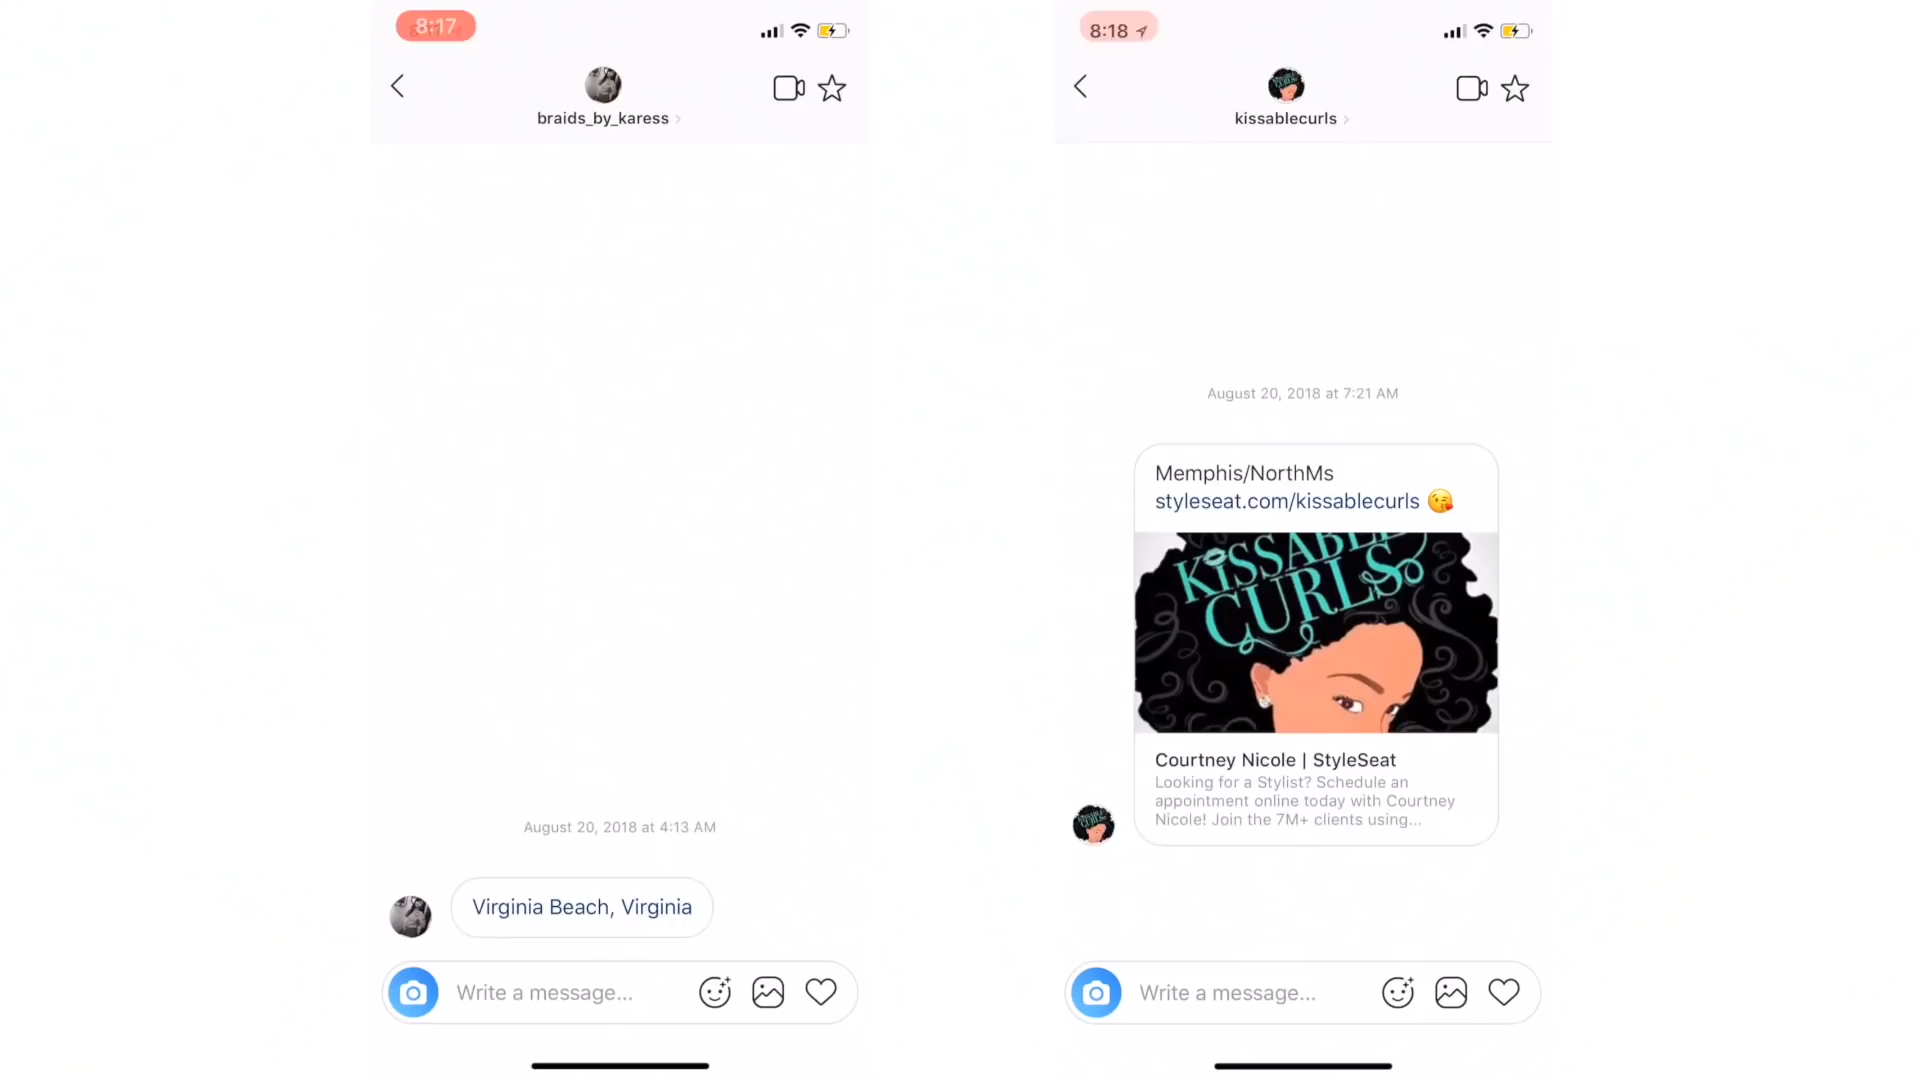 8:17
braids_by_karess
August 20, 2018 at 4:13 AM
Virginia Beach, Virginia
Write a message...
8:18
kissablecurls
August 20, 2018 at 7:21 AM
Memphis/NorthMs
styleseat.com/kissablecurls 😘
KISSABLE
CURLS
Courtney Nicole | StyleSeat
Looking for a Stylist? Schedule an
appointment online today with Courtney
Nicole! Join the 7M+ clients using...
Write a message...